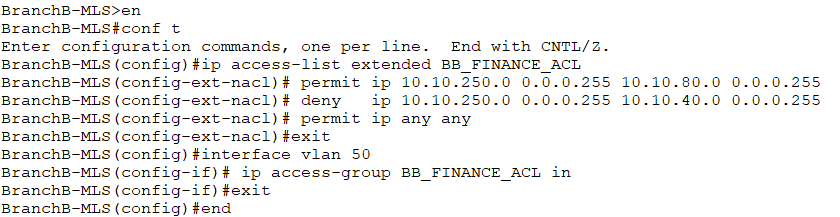 BranchB-MLS>en
BranchB-MLS#conf t
Enter configuration commands, one per line.  End with CNTL/Z.
BranchB-MLS(config)#ip access-list extended BB_FINANCE_ACL
BranchB-MLS(config-ext-nacl)# permit ip 10.10.250.0 0.0.0.255 10.10.80.0 0.0.0.255
BranchB-MLS(config-ext-nacl)# deny   ip 10.10.250.0 0.0.0.255 10.10.40.0 0.0.0.255
BranchB-MLS(config-ext-nacl)# permit ip any any
BranchB-MLS(config-ext-nacl)#exit
BranchB-MLS(config)#interface vlan 50
BranchB-MLS(config-if)# ip access-group BB_FINANCE_ACL in
BranchB-MLS(config-if)#exit
BranchB-MLS(config)#end